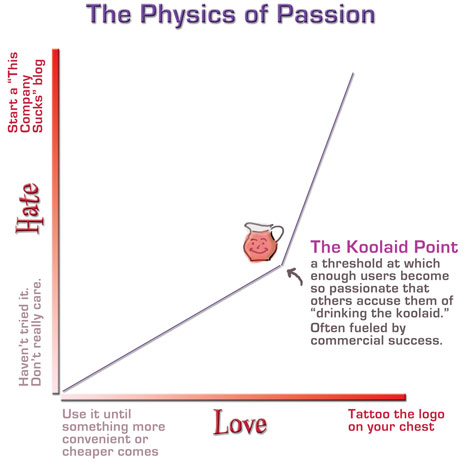 The Physics of Passion
Start a "This
Company
Sucks" blog
Hate
Haven't tried it.
Don't really care.
The Koolaid Point
a threshold at which
enough users become
so passionate that
others accuse them of
"drinking the koolaid."
Often fueled by
commercial success.
Use it until
something more
convenient or
cheaper comes
Love
Tattoo the logo
on your chest